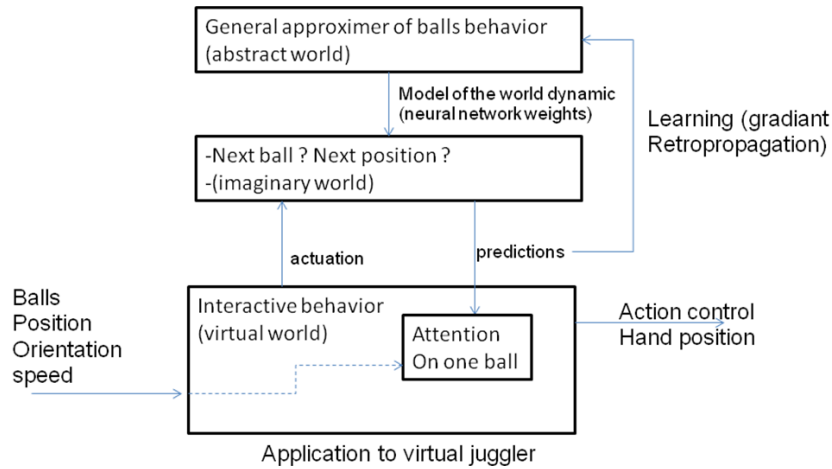 General approximer of balls behavior
(abstract world)
Model of the world dynamic
(neural network weights)
Learning (gradiant
Retropropagation)
-Next ball ? Next position ?
-(imaginary world)
actuation
predictions
Balls
Position
Orientation
speed
Interactive behavior
(virtual world)
Attention
On one ball
Action control
Hand position
Application to virtual juggler